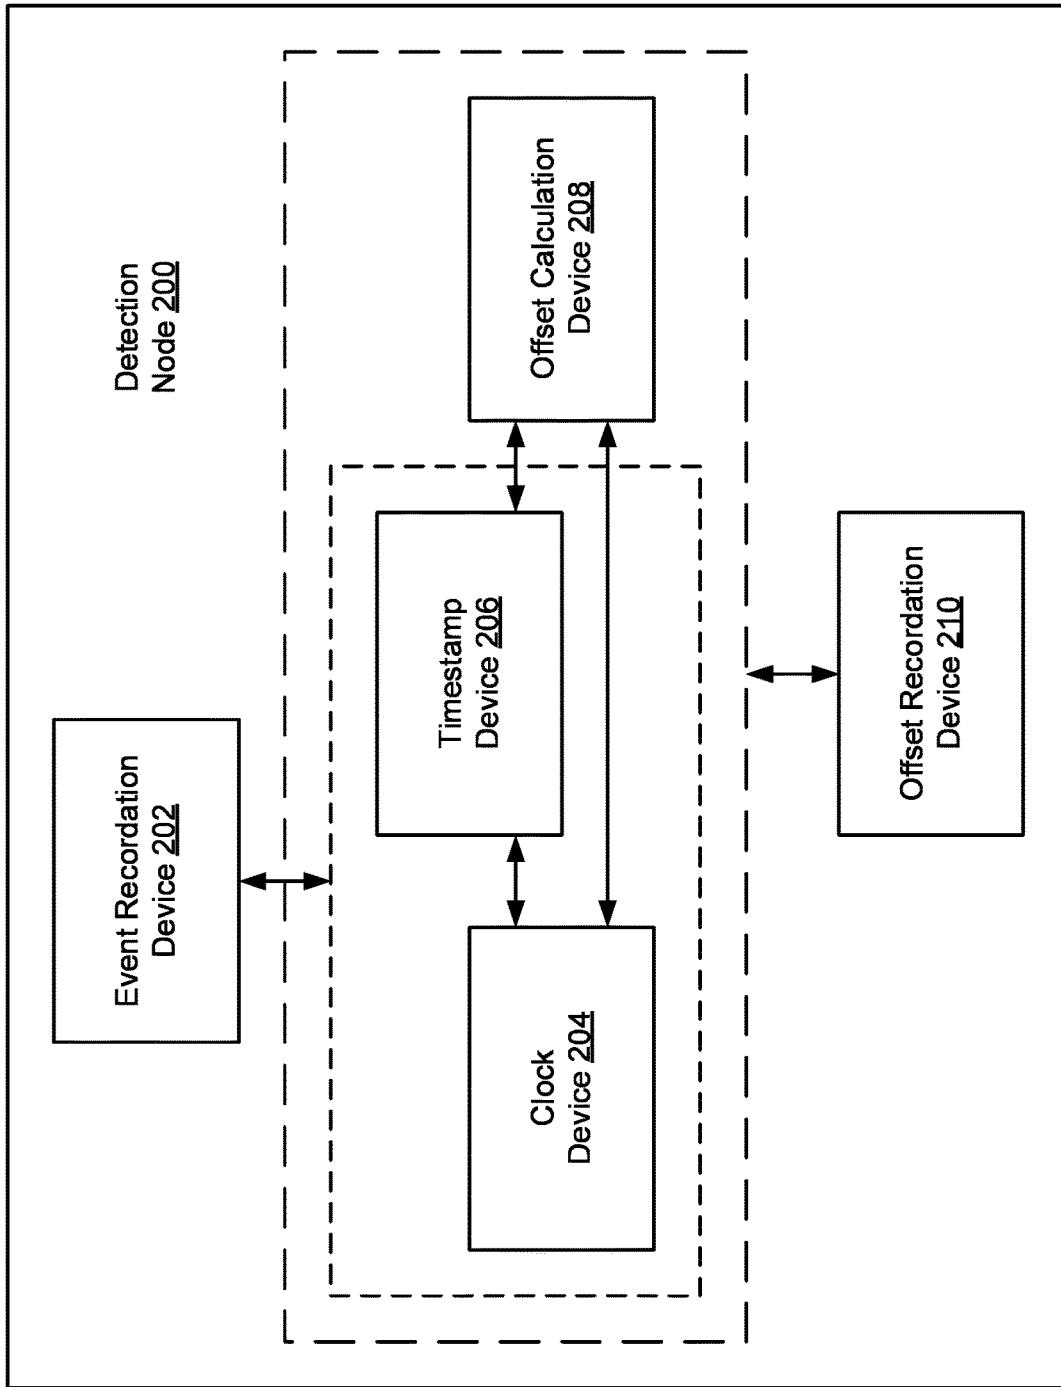 Detection
Node 200
Event Recordation
Device 202
Timestamp
Device 206
Clock
Device 204
Offset Calculation
Device 208
Offset Recordation
Device 210